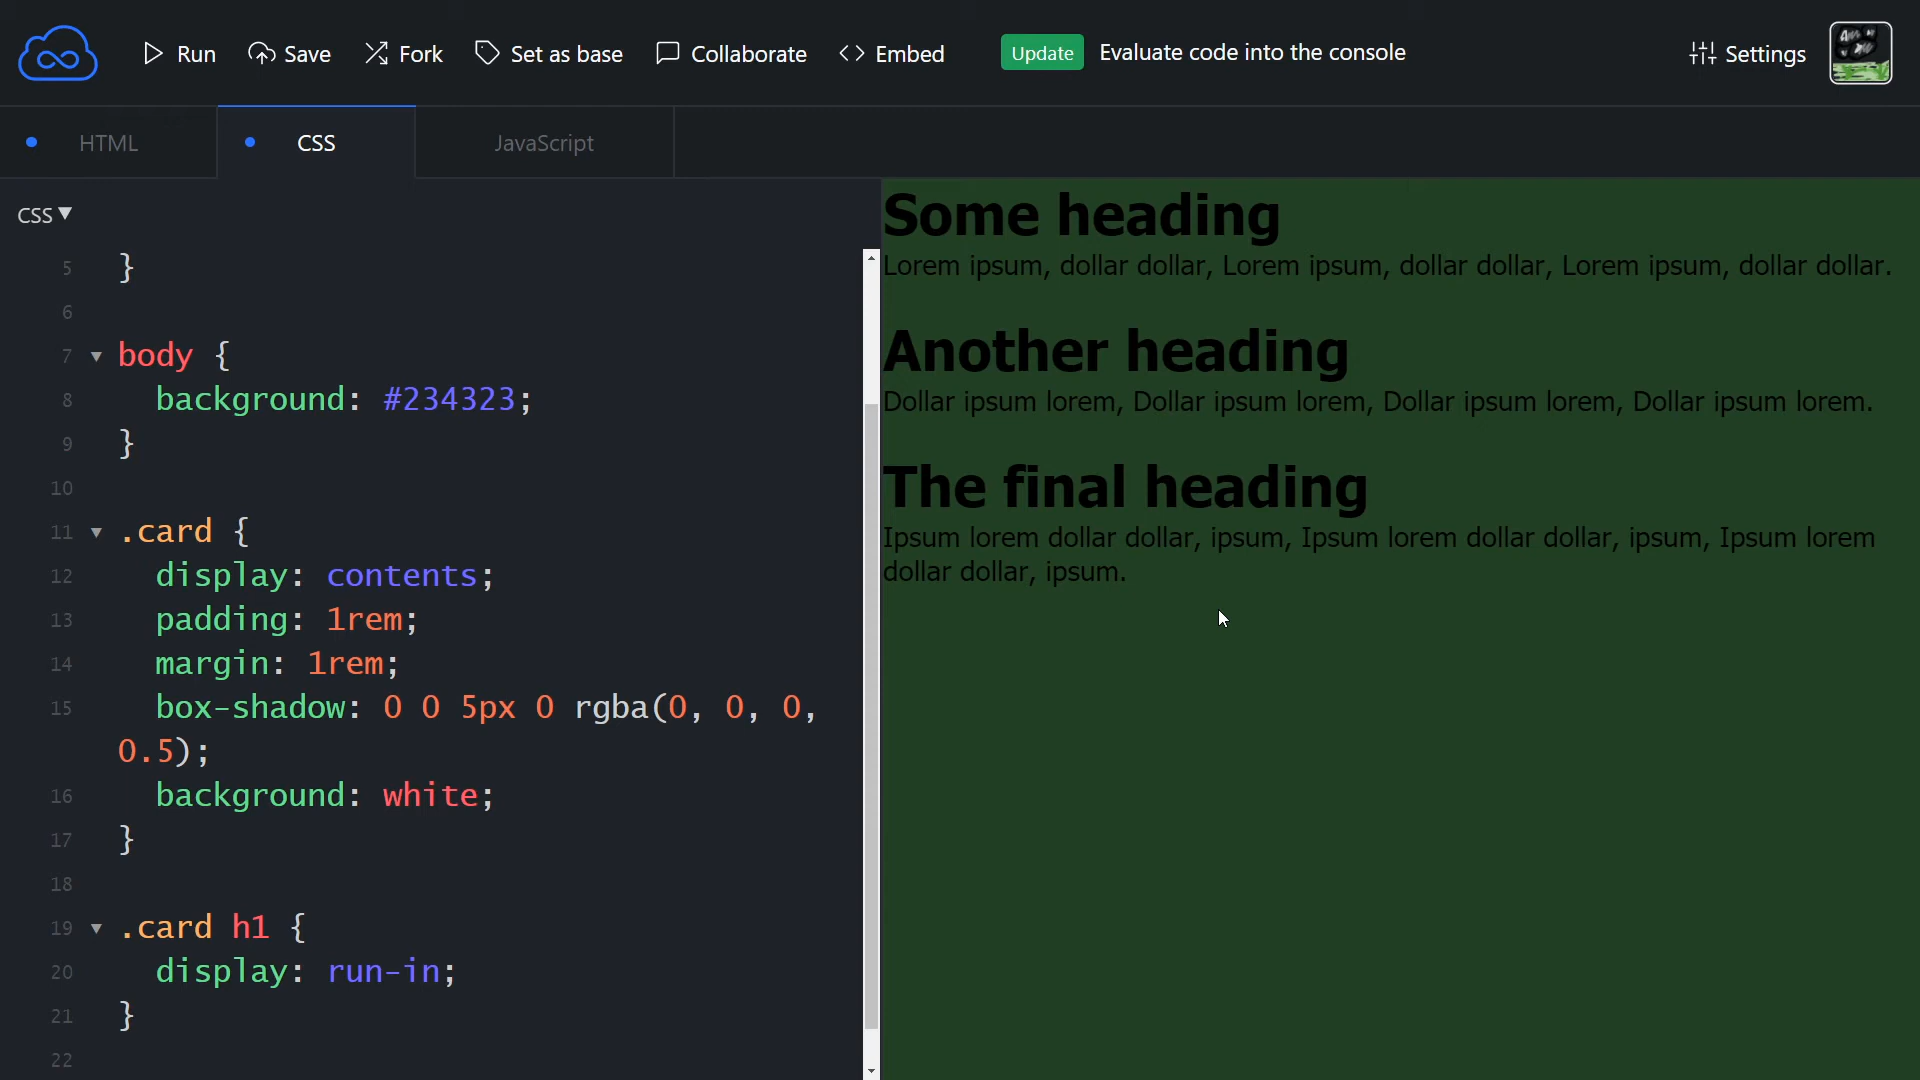 Run Save Fork Set as base Collaborate <> Embed Update Evaluate code into the console Settings
HTML CSS JavaScript
CSS▼
5 }
6
7 ▼ body {
8 background: #234323;
9 }
10
11 ▼ .card {
12 display: contents;
13 padding: 1rem;
14 margin: 1rem;
15 box-shadow: 0 0 5px 0 rgba(0, 0, 0,
0.5);
16 background: white;
17 }
18
19 ▼ .card h1 {
20 display: run-in;
21 }
22
Some heading
Lorem ipsum, dollar dollar, Lorem ipsum, dollar dollar, Lorem ipsum, dollar dollar.
Another heading
Dollar ipsum lorem, Dollar ipsum lorem, Dollar ipsum lorem, Dollar ipsum lorem.
The final heading
Ipsum lorem dollar dollar, ipsum, Ipsum lorem dollar dollar, ipsum, Ipsum lorem
dollar dollar, ipsum.